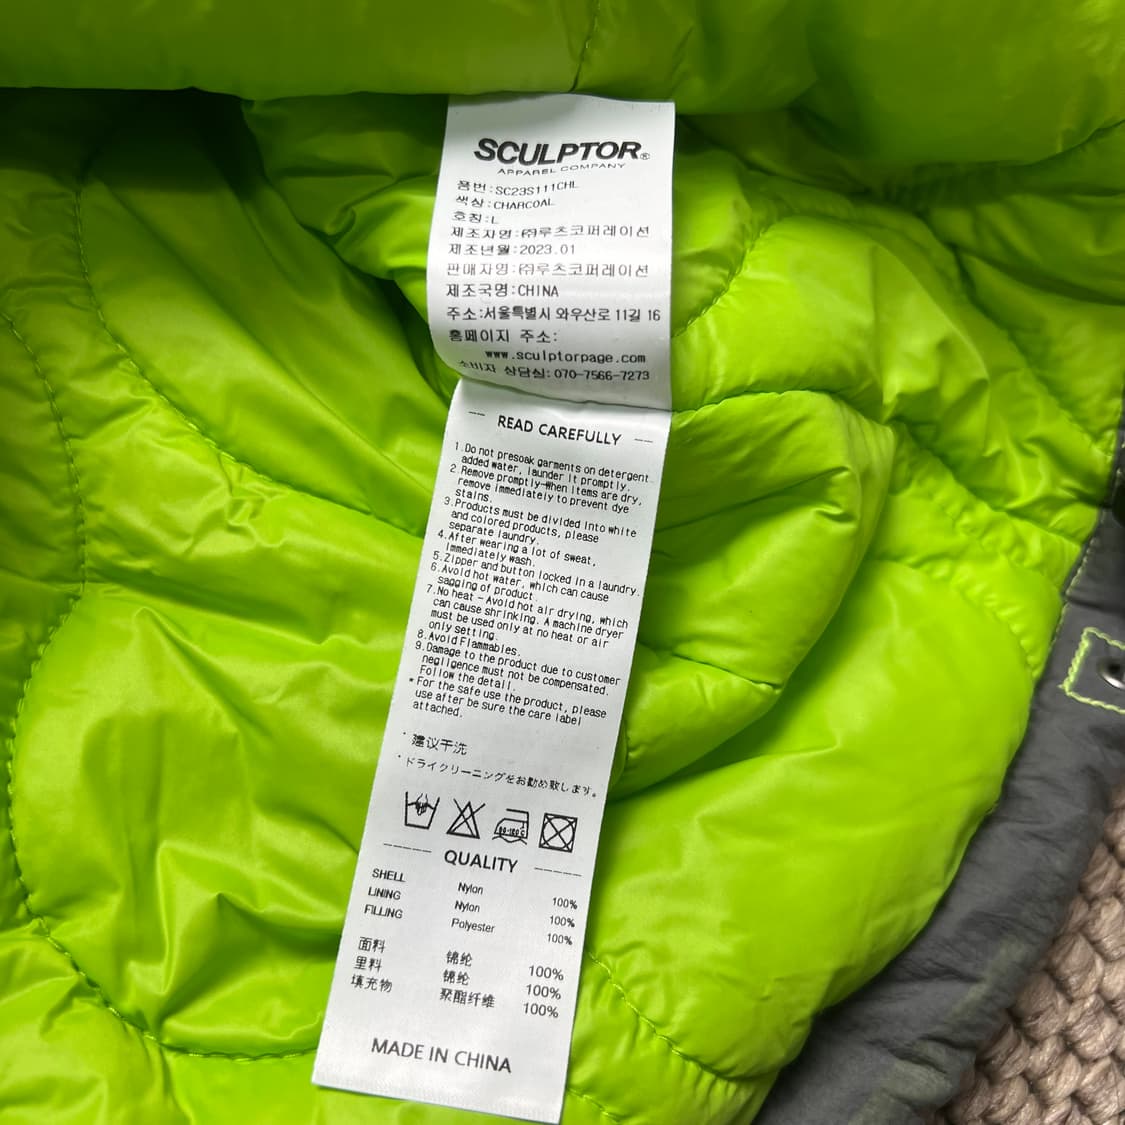 SCULPTOR®
APPAREL COMPANY
품번:SC23S111CHL
색상:CHARCOAL
호칭:L
제조자명:㈜루츠코퍼레이션
제조년월:2023.01
판매자명:㈜루츠코퍼레이션
제조국명:CHINA
주소:서울특별시 와우산로 11길 16
홈페이지 주소:
www.sculptorpage.com
소비자 상담실:070-7566-7273
READ CAREFULLY
1.Do not presoak garments on detergent
added water, launder it promptly.
2.Remove promptly-When items are dry,
remove immediately to prevent dye
stains.
3.Products must be divided into white
and colored products, please
separate laundry.
4.After wearing a lot of sweat,
immediately wash.
5.Zipper and button locked in a laundry.
6.Avoid hot water, which can cause
sagging of product.
7.No heat - Avoid hot air drying, which
can cause shrinking. A machine dryer
must be used only at no heat or air
only setting.
8.Avoid Flammables.
9.Damage to the product due to customer
negligence must not be compensated.
Follow the detail.
* For the safe use the product, please
use after be sure the care label
attached.
* 建议干洗
* ドライクリーニングをお勧め致します。
QUALITY
SHELL Nylon 100%
LINING Nylon 100%
FILLING Polyester 100%
面料 锦纶 100%
里料 锦纶 100%
填充物 聚酯纤维 100%
MADE IN CHINA